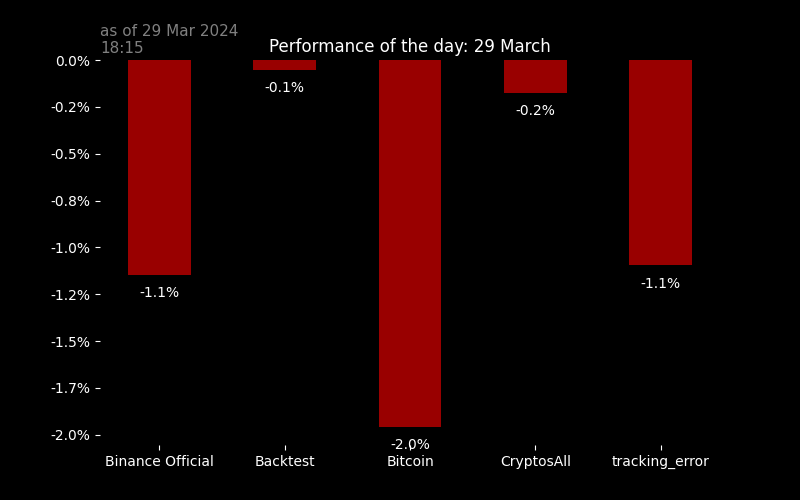 as of 29 Mar 2024
18:15
Performance of the day: 29 March
0.0%
-0.2%
-0.5%
-0.8%
-1.0%
-1.2%
-1.5%
-1.7%
-2.0%
-1.1%
-0.1%
-2.0%
-0.2%
-1.1%
Binance Official
Backtest
Bitcoin
CryptosAll
tracking_error